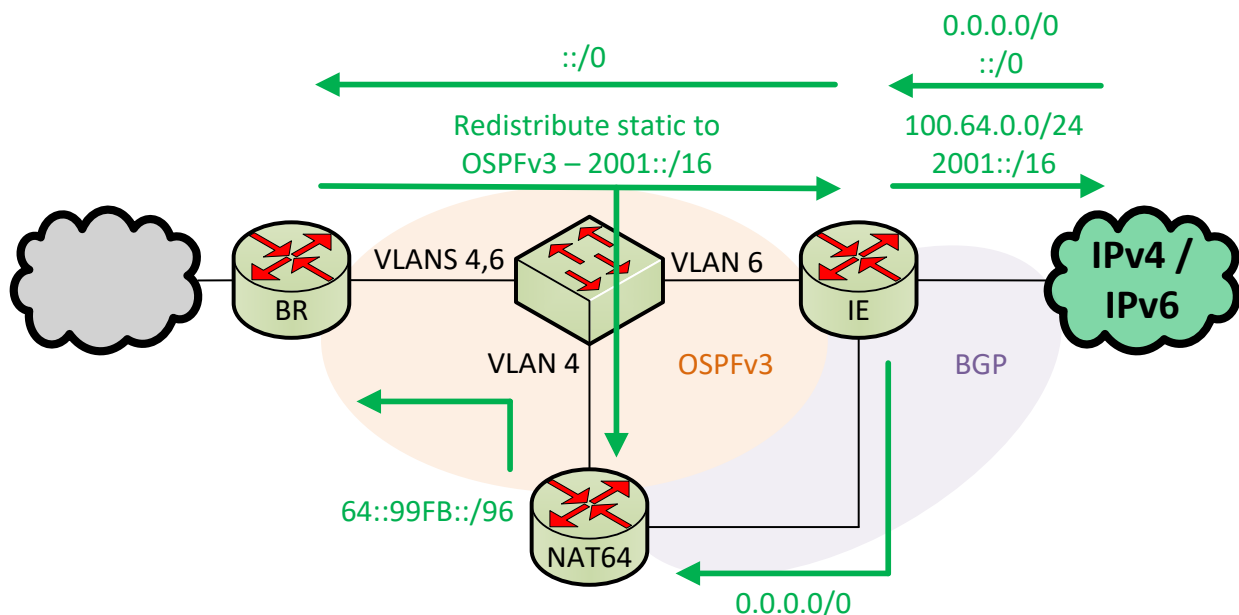 0.0.0.0/0
::/0
::/0
Redistribute static to
OSPFv3 – 2001::/16
100.64.0.0/24
2001::/16
VLANS 4,6
VLAN 6
BR
IE
IPv4 /
IPv6
VLAN 4
OSPFv3
BGP
64::99FB::/96
NAT64
0.0.0.0/0